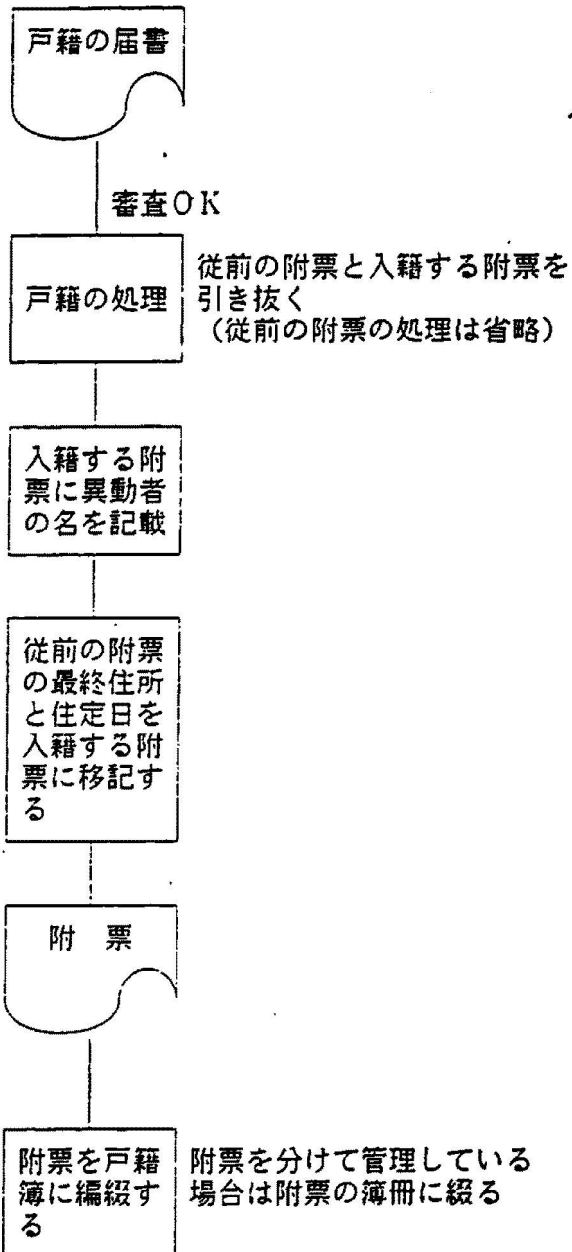 戸籍の届書
審査OK
戸籍の処理
従前の附票と入籍する附票を
引き抜く
（従前の附票の処理は省略）
入籍する附
票に異動者
の名を記載
従前の附票
の最終住所
と住定日を
入籍する附
票に移記す
る
附 票
附票を戸籍
簿に編綴す
る
附票を分けて管理している
場合は附票の簿冊に綴る